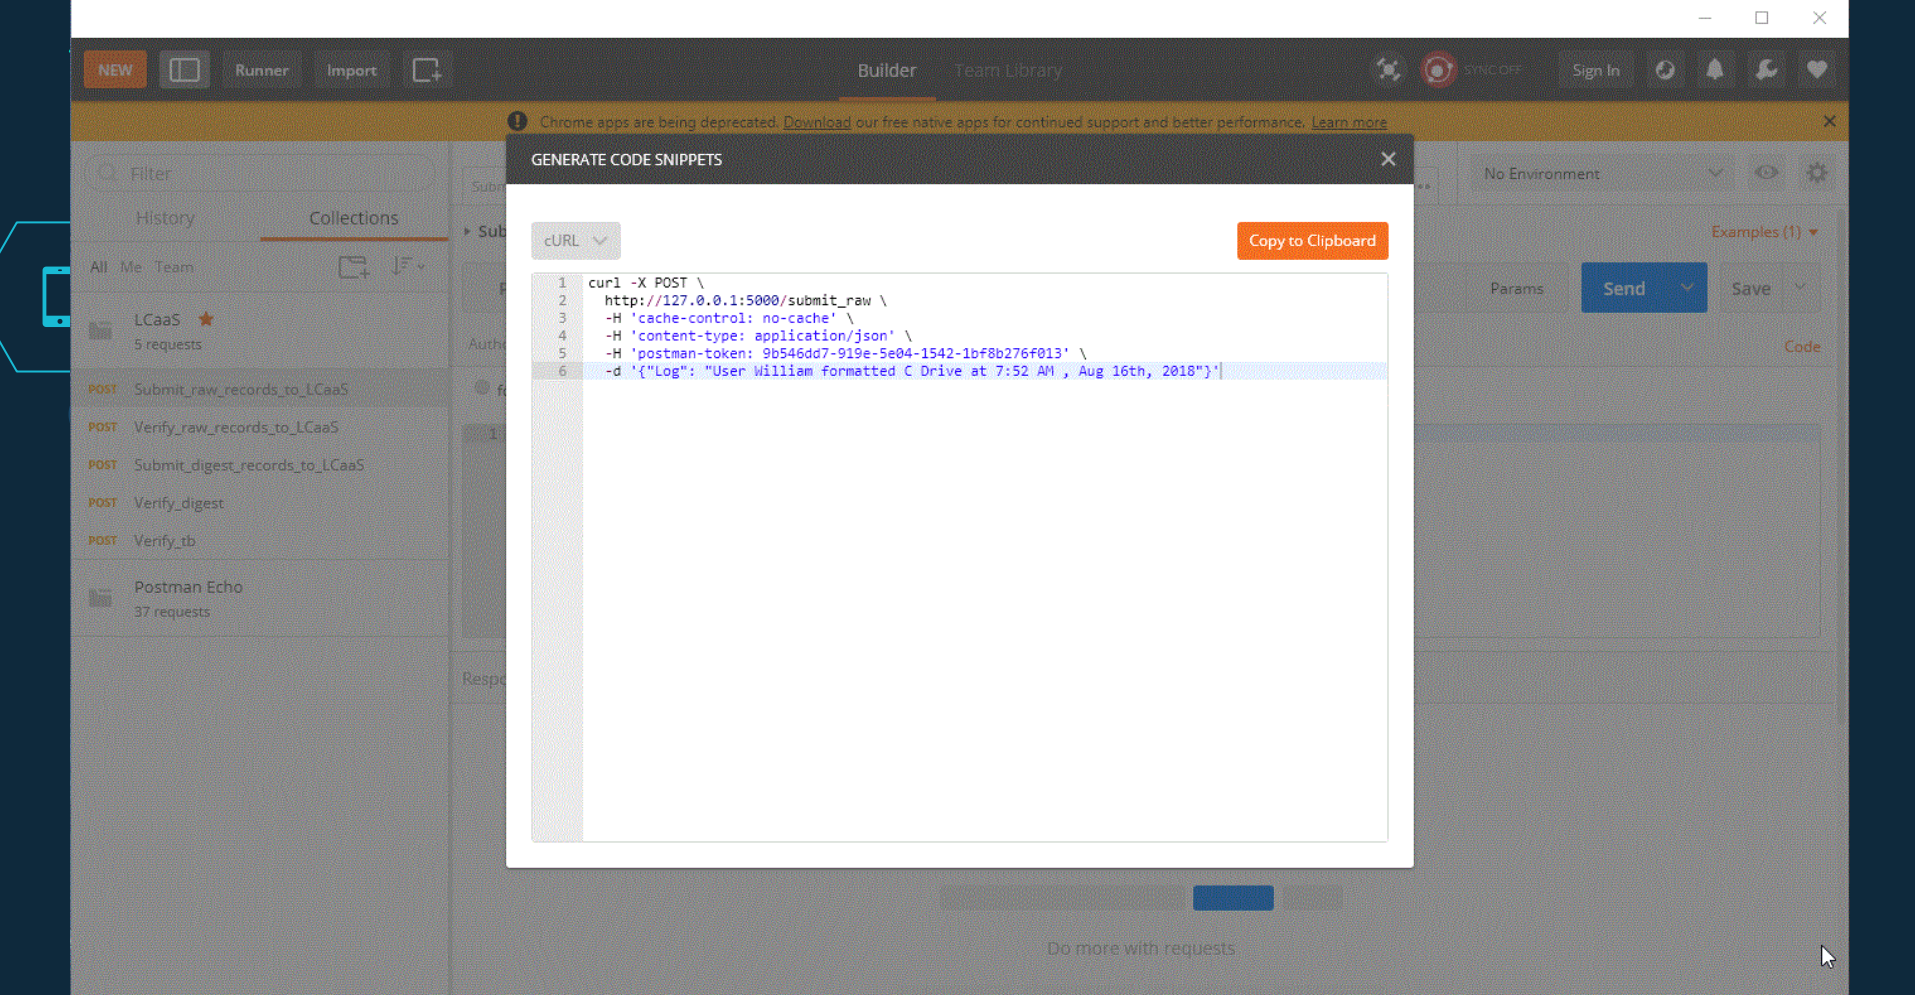 NEW
Runner
Import
Builder
Team Library
SYNC OFF
Sign In
Chrome apps are being deprecated. Download our free native apps for continued support and better performance. Learn more
Filter
History
Collections
All Me Team
LCaaS
5 requests
POST Submit_raw_records_to_LCaaS
POST Verify_raw_records_to_LCaaS
POST Submit_digest_records_to_LCaaS
POST Verify_digest
POST Verify_tb
Postman Echo
37 requests
GENERATE CODE SNIPPETS
cURL
Copy to Clipboard
1 curl -X POST \
2 http://127.0.0.1:5000/submit_raw \
3 -H 'cache-control: no-cache' \
4 -H 'content-type: application/json' \
5 -H 'postman-token: 9b546dd7-919e-5e04-1542-1bf8b276f013' \
6 -d '{"Log": "User William formatted C Drive at 7:52 AM , Aug 16th, 2018"}'
No Environment
Examples (1)
Params
Send
Save
Code
1
Do more with requests